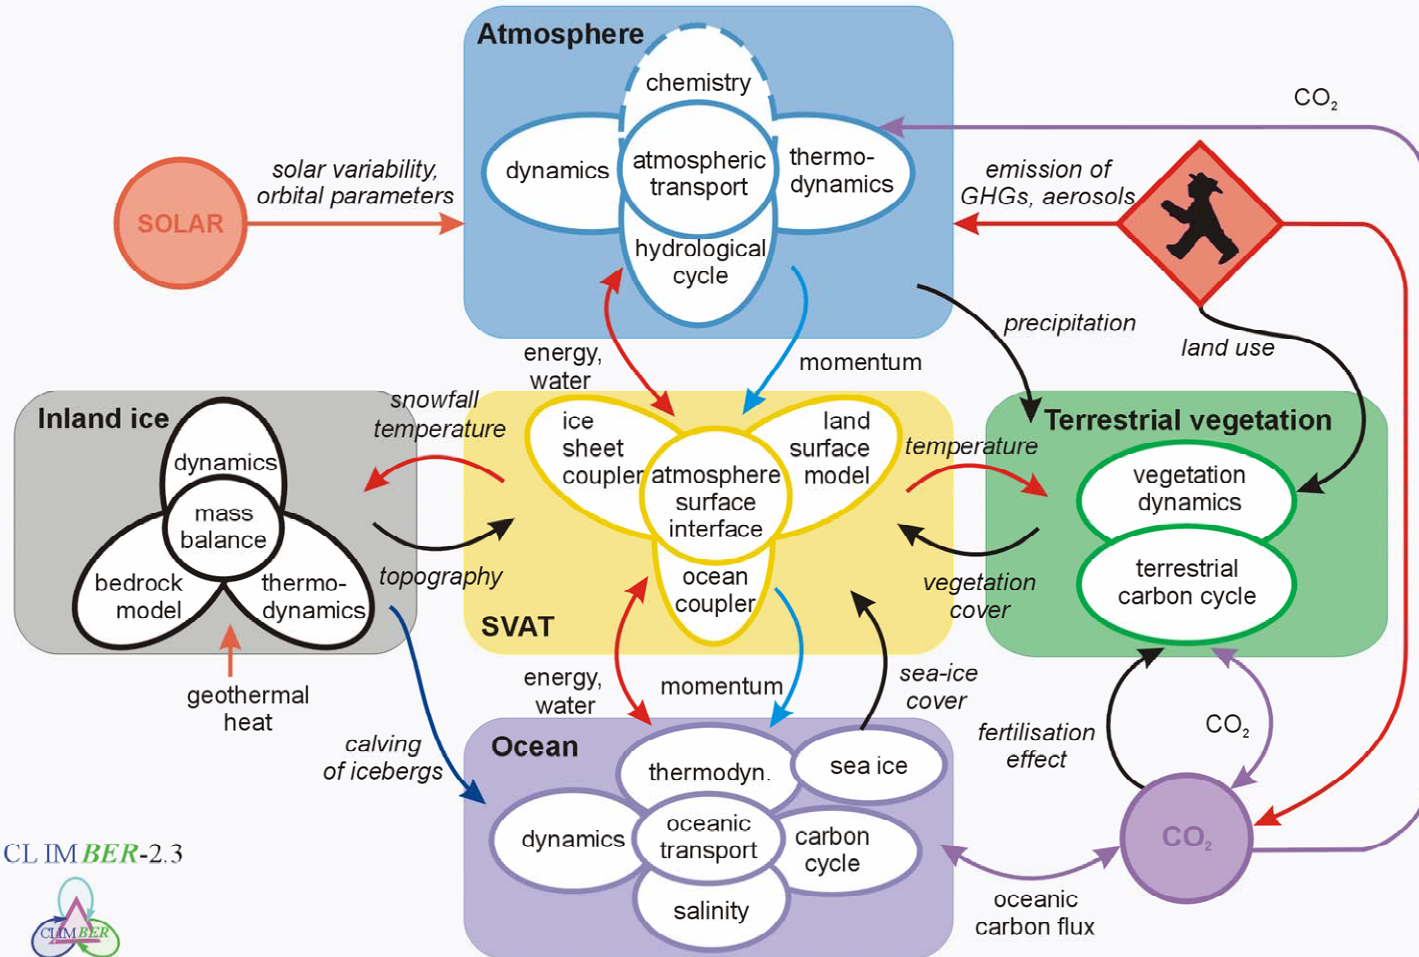 Atmosphere
chemistry
dynamics
atmospheric
transport
thermo-
dynamics
hydrological
cycle
CO₂
SOLAR
solar variability,
orbital parameters
emission of
GHGs, aerosols
precipitation
land use
energy,
water
momentum
Inland ice
dynamics
mass
balance
bedrock
model
thermo-
dynamics
snowfall
temperature
topography
geothermal
heat
calving
of icebergs
ice
sheet
coupler
land
surface
model
atmosphere
surface
interface
ocean
coupler
SVAT
temperature
vegetation
cover
Terrestrial vegetation
vegetation
dynamics
terrestrial
carbon cycle
energy,
water
momentum
sea-ice
cover
fertilisation
effect
CO₂
Ocean
thermodyn.
sea ice
dynamics
oceanic
transport
carbon
cycle
salinity
oceanic
carbon flux
CO₂
CLIMBER-2.3
CLIMBER